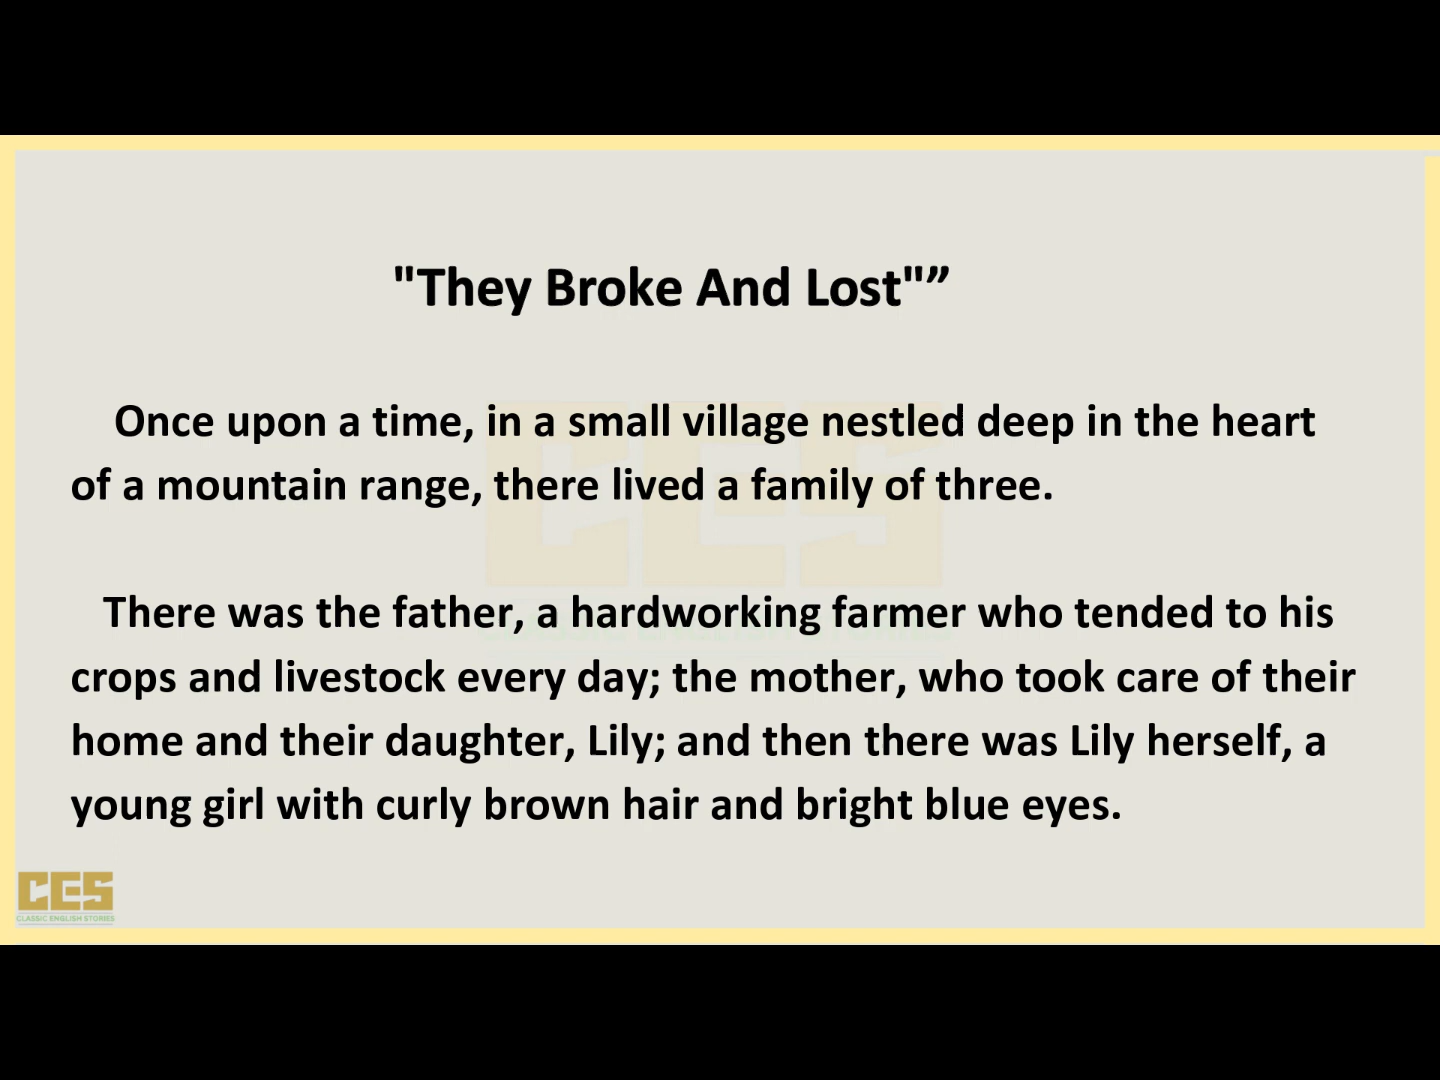 "They Broke And Lost"”
Once upon a time, in a small village nestled deep in the heart
of a mountain range, there lived a family of three.
There was the father, a hardworking farmer who tended to his
crops and livestock every day; the mother, who took care of their
home and their daughter, Lily; and then there was Lily herself, a
young girl with curly brown hair and bright blue eyes.
CES
CLASSIC ENGLISH STORIES